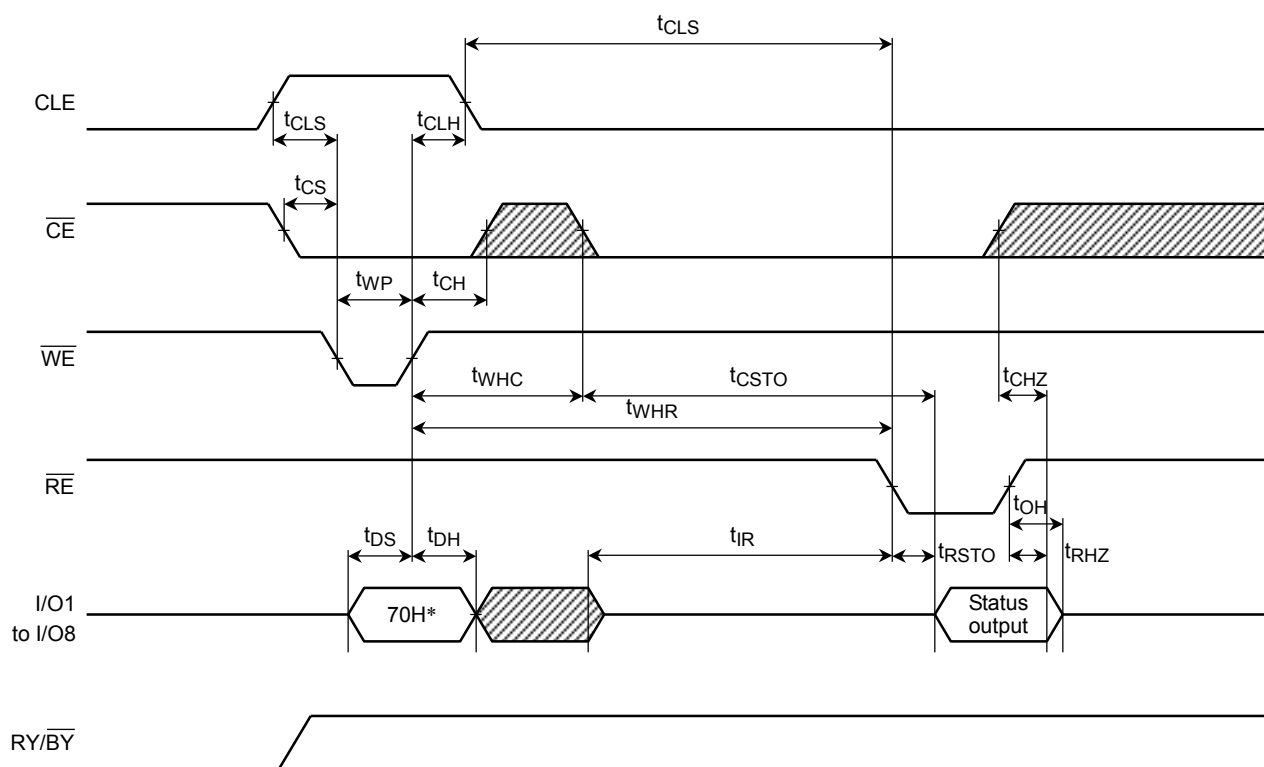 tCLS
CLE
tCLS
tCLH
tCS
CE
tWP
tCH
WE
tWHC
tCSTO
tCHZ
tWHR
RE
tOH
tDS
tDH
tIR
tRSTO
tRHZ
I/O1
to I/O8
70H*
Status
output
RY/BY